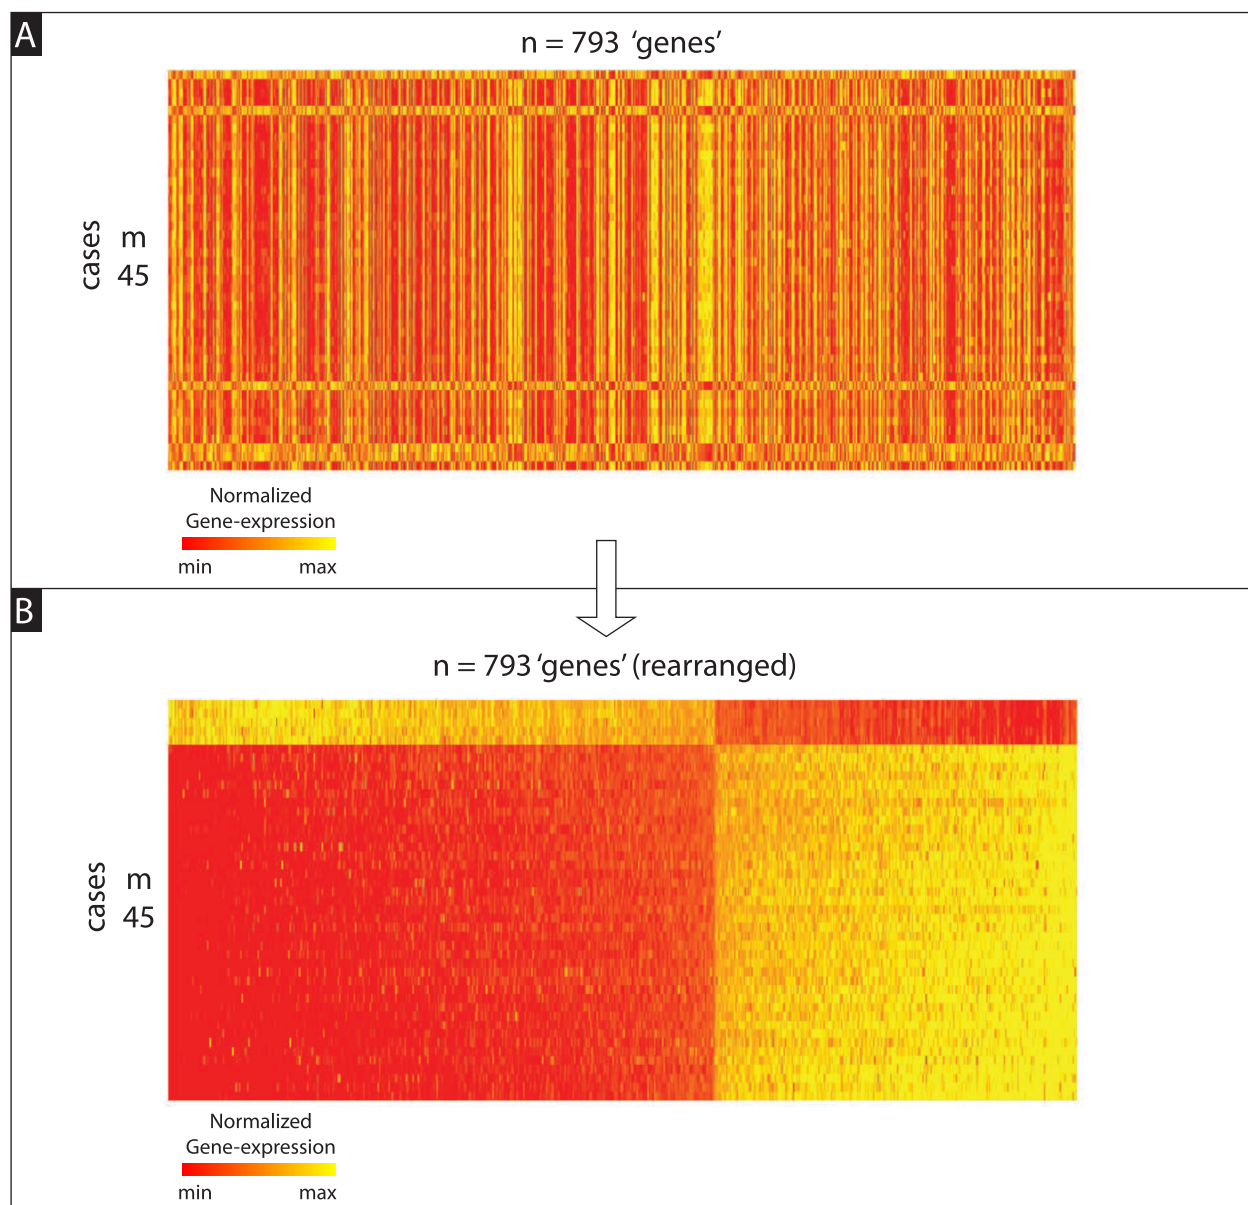 A
n = 793 ‘genes’
cases
m
45
Normalized
Gene-expression
min max
B
n = 793 ‘genes’ (rearranged)
cases
m
45
Normalized
Gene-expression
min max